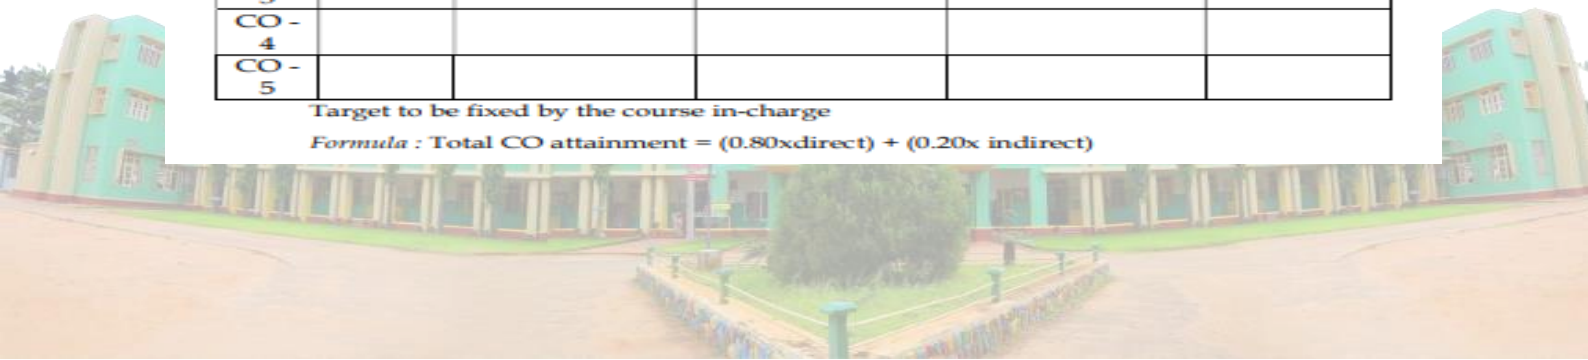 CO -
4
CO -
5
Target to be fixed by the course in-charge
Formula : Total CO attainment = (0.80xdirect) + (0.20x indirect)